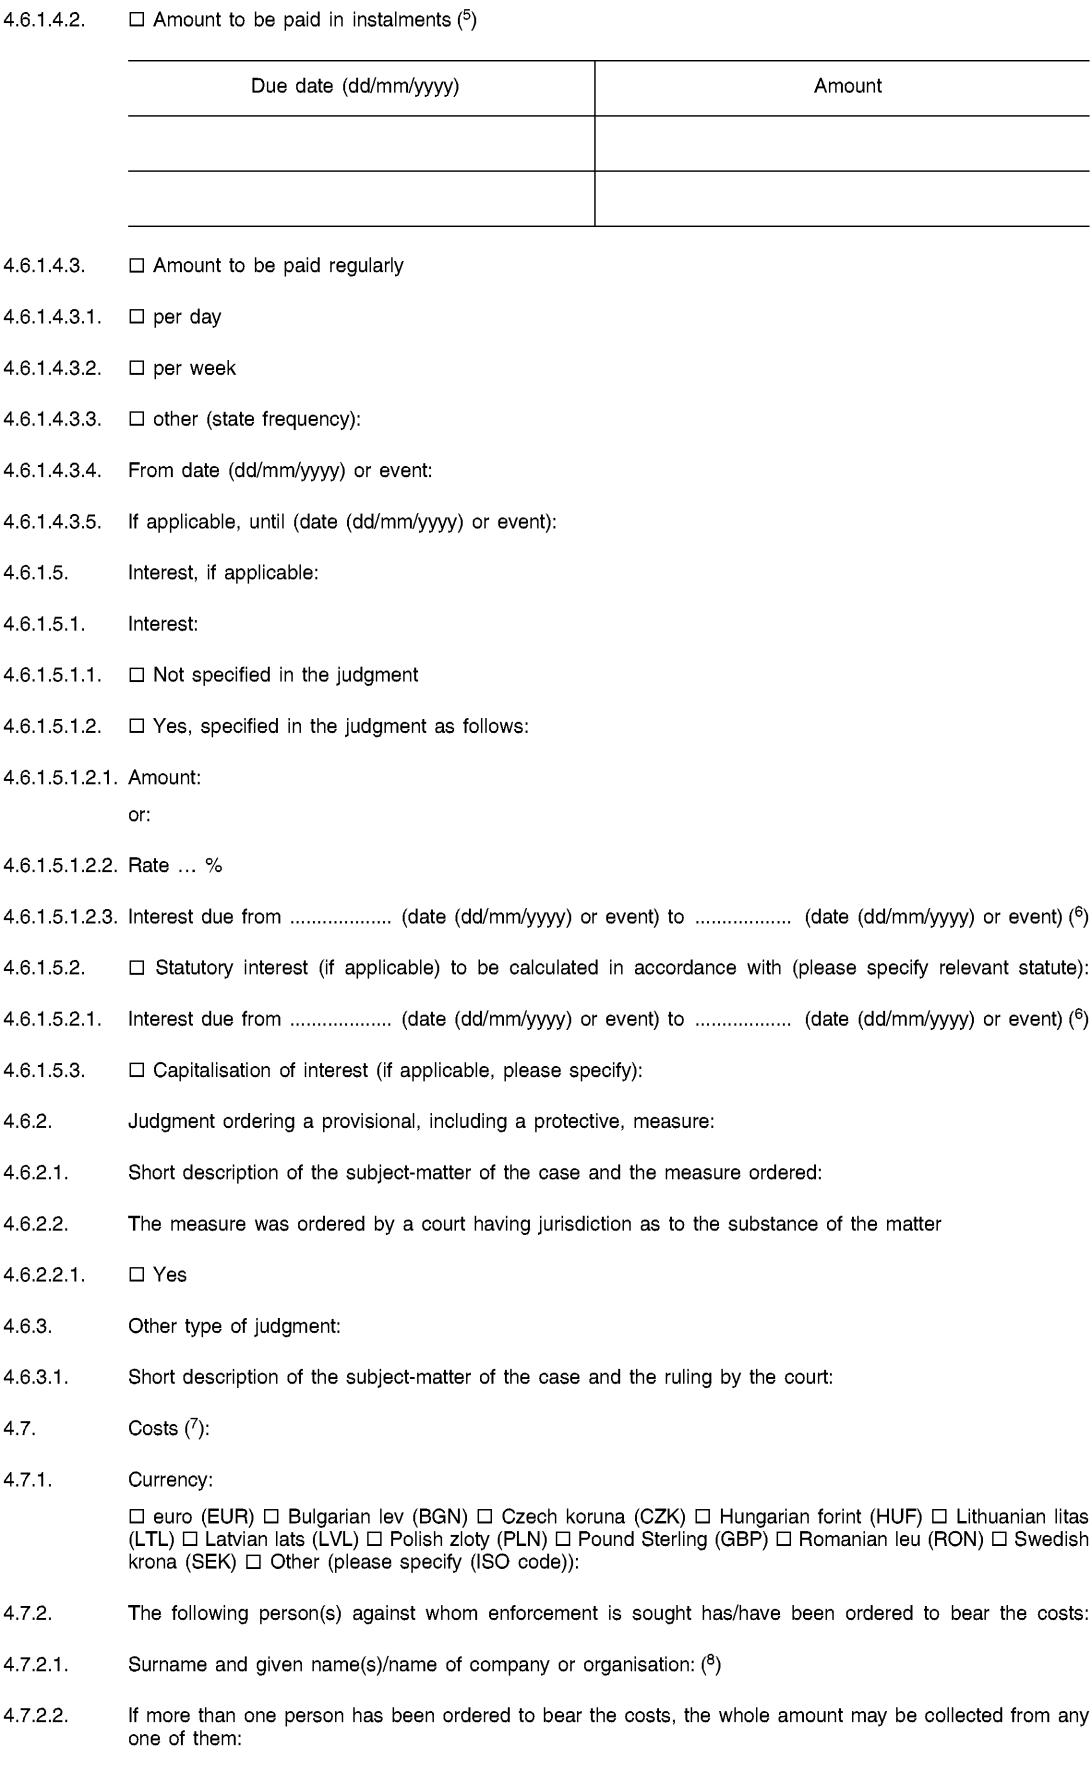 4.6.1.4.2. ☐ Amount to be paid in instalments (⁵)
Due date (dd/mm/yyyy) Amount
4.6.1.4.3. ☐ Amount to be paid regularly
4.6.1.4.3.1. ☐ per day
4.6.1.4.3.2. ☐ per week
4.6.1.4.3.3. ☐ other (state frequency):
4.6.1.4.3.4. From date (dd/mm/yyyy) or event:
4.6.1.4.3.5. If applicable, until (date (dd/mm/yyyy) or event):
4.6.1.5. Interest, if applicable:
4.6.1.5.1. Interest:
4.6.1.5.1.1. ☐ Not specified in the judgment
4.6.1.5.1.2. ☐ Yes, specified in the judgment as follows:
4.6.1.5.1.2.1. Amount:
or:
4.6.1.5.1.2.2. Rate … %
4.6.1.5.1.2.3. Interest due from ................... (date (dd/mm/yyyy) or event) to .................. (date (dd/mm/yyyy) or event) (⁶)
4.6.1.5.2. ☐ Statutory interest (if applicable) to be calculated in accordance with (please specify relevant statute):
4.6.1.5.2.1. Interest due from ................... (date (dd/mm/yyyy) or event) to .................. (date (dd/mm/yyyy) or event) (⁶)
4.6.1.5.3. ☐ Capitalisation of interest (if applicable, please specify):
4.6.2. Judgment ordering a provisional, including a protective, measure:
4.6.2.1. Short description of the subject-matter of the case and the measure ordered:
4.6.2.2. The measure was ordered by a court having jurisdiction as to the substance of the matter
4.6.2.2.1. ☐ Yes
4.6.3. Other type of judgment:
4.6.3.1. Short description of the subject-matter of the case and the ruling by the court:
4.7. Costs (⁷):
4.7.1. Currency:
☐ euro (EUR) ☐ Bulgarian lev (BGN) ☐ Czech koruna (CZK) ☐ Hungarian forint (HUF) ☐ Lithuanian litas
(LTL) ☐ Latvian lats (LVL) ☐ Polish zloty (PLN) ☐ Pound Sterling (GBP) ☐ Romanian leu (RON) ☐ Swedish
krona (SEK) ☐ Other (please specify (ISO code)):
4.7.2. The following person(s) against whom enforcement is sought has/have been ordered to bear the costs:
4.7.2.1. Surname and given name(s)/name of company or organisation: (⁸)
4.7.2.2. If more than one person has been ordered to bear the costs, the whole amount may be collected from any
one of them: